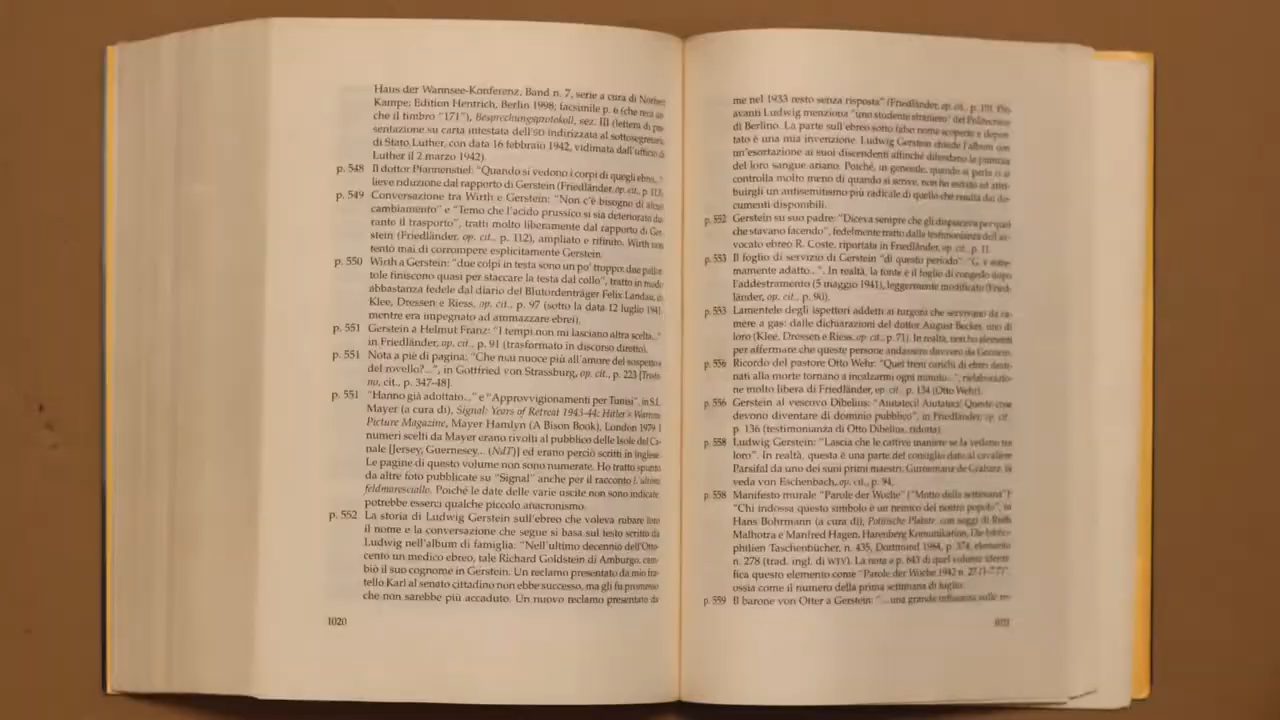 Haus der Wannsee-Konferenz, Band n. 7, serie a cura di Norbert
Kampe; Edition Hentrich, Berlin 1998; facsimile p. 6 (che reca an-
che il timbro "171"), Besprechungsprotokoll, sez. III (lettera di pre-
sentazione su carta intestata dell'SD indirizzata al sottosegretario
di Stato Luther, con data 16 febbraio 1942, vidimata dall'ufficio di
Luther il 2 marzo 1942).
p. 548 Il dottor Pfannenstiel: "Quando si vedono i corpi di quegli ebrei..."
lieve riduzione dal rapporto di Gerstein (Friedländer, op. cit., p. 113).
p. 549 Conversazione tra Wirth e Gerstein: "Non c'è bisogno di alcun
cambiamento" e "Temo che l'acido prussico si sia deteriorato du-
rante il trasporto", tratti molto liberamente dal rapporto di Ger-
stein (Friedländer, op. cit., p. 112), ampliato e rifinito. Wirth non
tentò mai di corrompere esplicitamente Gerstein.
p. 550 Wirth a Gerstein: "due colpi in testa sono un po' troppo: due pallot-
tole finiscono quasi per staccare la testa dal collo", tratto in modo
abbastanza fedele dal diario del Blutordenträger Felix Landau, in
Klee, Dressen e Riess, op. cit., p. 97 (sotto la data 12 luglio 1941,
mentre era impegnato ad ammazzare ebrei).
p. 551 Gerstein a Helmut Franz: "I tempi non mi lasciano altra scelta..."
in Friedländer, op. cit., p. 91 (trasformato in discorso diretto).
p. 551 Nota a piè di pagina: "Che mai nuoce più all'amore del sospetto e
del rovello?...", in Gottfried von Strassburg, op. cit., p. 223 [Trista-
no, cit., p. 347-48].
p. 551 "Hanno già adottato..." e "Approvvigionamenti per Tunisi", in S.L.
Mayer (a cura di), Signal: Years of Retreat 1943-44: Hitler's Wartime
Picture Magazine, Mayer Hamlyn (A Bison Book), London 1979. I
numeri scelti da Mayer erano rivolti al pubblico delle Isole del Ca-
nale [Jersey, Guernesey... (NdT)] ed erano perciò scritti in inglese.
Le pagine di questo volume non sono numerate. Ho tratto spunto
da altre foto pubblicate su "Signal" anche per il racconto L'ultimo
feldmaresciallo. Poiché le date delle varie uscite non sono indicate
potrebbe esserci qualche piccolo anacronismo.
p. 552 La storia di Ludwig Gerstein sull'ebreo che voleva rubare loro
il nome e la conversazione che segue si basa sul testo scritto da
Ludwig nell'album di famiglia: "Nell'ultimo decennio dell'Otto-
cento un medico ebreo, tale Richard Goldstein di Amburgo, cam-
biò il suo cognome in Gerstein. Un reclamo presentato da mio fra-
tello Karl al senato cittadino non ebbe successo, ma gli fu promesso
che non sarebbe più accaduto. Un nuovo reclamo presentato da
1020
me nel 1933 restò senza risposta" (Friedländer, op. cit., p.
avanti Ludwig menziona "uno studente straniero" del Politecnico
di Berlino. La parte sull'ebreo sotto falso nome scoperto e depor-
tato è una mia invenzione. Ludwig Gerstein chiude l'album con
un'esortazione ai suoi discendenti affinché difendano la purezza
del loro sangue ariano. Poiché, in generale, quando si parla ci si
controlla molto meno di quando si scrive, non ho esitato ad attri-
buirgli un antisemitismo più radicale di quello che risulta dai do-
cumenti disponibili.
p. 552 Gerstein su suo padre: "Diceva sempre che gli dispiaceva per quel
che stavano facendo", fedelmente tratto dalla testimonianza dell'av-
vocato ebreo R. Coste, riportata in Friedländer, op. cit., p. 11.
p. 553 Il foglio di servizio di Gerstein "di questo periodo": "G. è estre-
mamente adatto...". In realtà, la fonte è il foglio di congedo dopo
l'addestramento (5 maggio 1941), leggermente modificato (Fried-
länder, op. cit., p. 90).
p. 553 Lamentele degli ispettori addetti ai furgoni che servivano da ca-
mere a gas: dalle dichiarazioni del dottor August Becker, uno di
loro (Klee, Dressen e Riess, op. cit., p. 71). In realtà, non ho elementi
per affermare che queste persone andassero davvero da Gerstein.
p. 556 Ricordo del pastore Otto Wehr: "Quei treni carichi di ebrei desti-
nati alla morte tornano a incalzarmi ogni minuto...", rielaborazio-
ne molto libera di Friedländer, op. cit., p. 134 (Otto Wehr).
p. 556 Gerstein al vescovo Dibelius: "Aiutateci! Aiutateci! Queste cose
devono diventare di dominio pubblico", in Friedländer, op. cit.,
p. 136 (testimonianza di Otto Dibelius, ridotta).
p. 558 Ludwig Gerstein: "Lascia che le cattive maniere se la vedano tra
loro". In realtà, questa è una parte del consiglio dato al cavaliere
Parsifal da uno dei suoi primi maestri, Gurnemanz de Graharz. Si
veda von Eschenbach, op. cit., p. 94.
p. 558 Manifesto murale "Parole der Woche" ("Motto della settimana")
"Chi indossa questo simbolo è un nemico del nostro popolo", in
Hans Bohrmann (a cura di), Politische Plakate, con saggi di Ruth
Malhotra e Manfred Hagen, Harenberg Komunikation, Die biblio-
philen Taschenbücher, n. 435, Dortmund 1984, p. 374, elemento
n. 278 (trad. ingl. di WTV). La nota a p. 643 di quel volume identi-
fica questo elemento come "Parole der Woche 1942 n. 27
ossia come il numero della prima settimana di luglio.
p. 559 Il barone von Otter a Gerstein: "...una grande influenza sulle re-